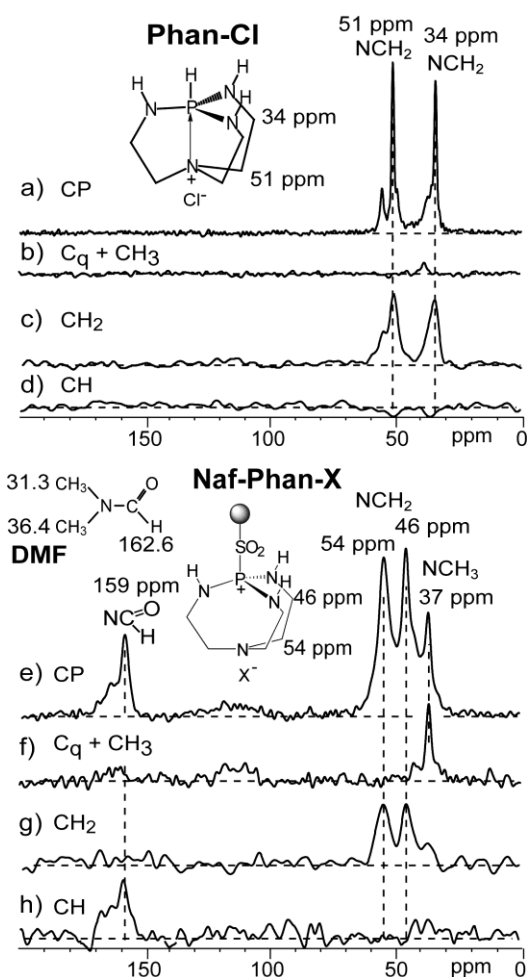 Phan-Cl
51 ppm
NCH2
34 ppm
NCH2
H
H
H
N
P
N
H
N
34 ppm
N
+
51 ppm
Cl−
a) CP
b) Cq + CH3
c) CH2
d) CH
150
100
50
ppm
0
Naf-Phan-X
31.3 CH3
O
N
C
36.4 CH3
H
DMF
162.6
159 ppm
NC
O
H
SO2
H
H
N
H
N
P
+
N
46 ppm
N
54 ppm
X-
NCH2
54 ppm
46 ppm
NCH3
37 ppm
e) CP
f) Cq + CH3
g) CH2
h) CH
150
100
50
ppm
0